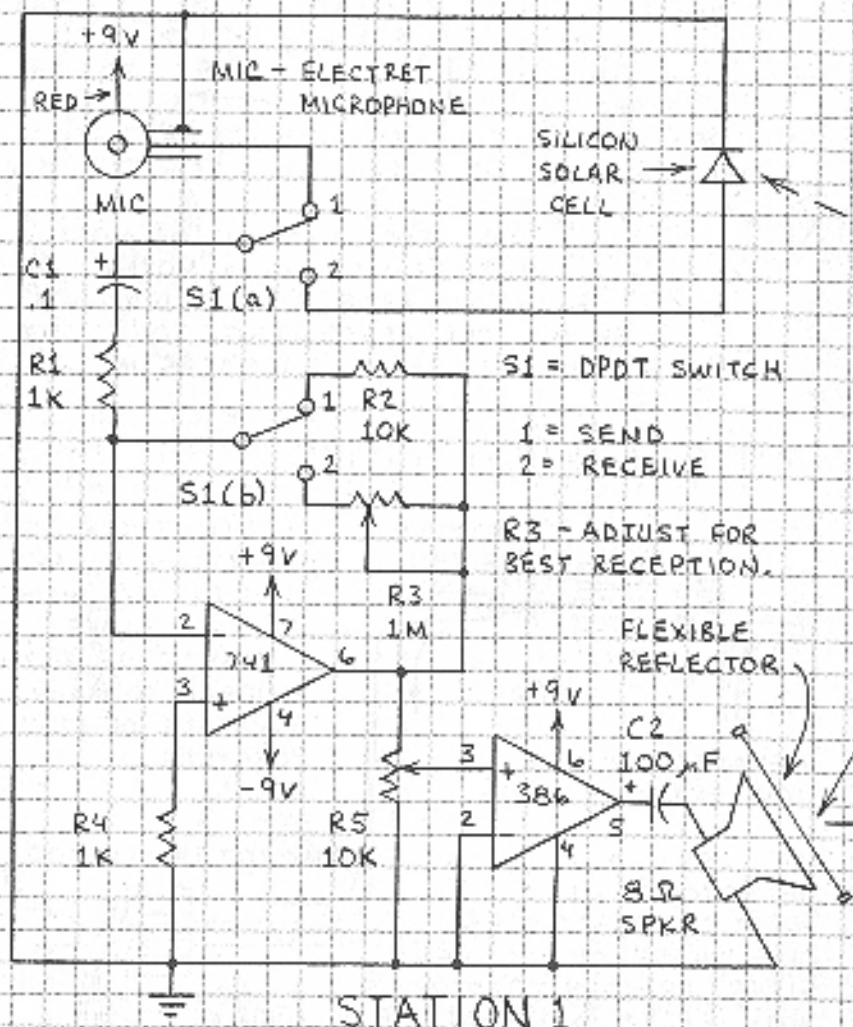 +9V
MIC - ELECTRET
MICROPHONE
RED
SILICON
SOLAR
CELL
MIC
1
C1
+
.1
2
S1(a)
R1
1K
S1 = DPDT SWITCH
1
R2
10K
1 = SEND
2 = RECEIVE
2
S1(b)
R3 - ADJUST FOR
BEST RECEPTION.
+9V
R3
1M
2
-
7
741
6
3
+
4
-9V
FLEXIBLE
REFLECTOR
+9V
C2
100 µF
+
3
+
6
386
5
2
-
4
R4
1K
R5
10K
8Ω
SPKR
STATION 1